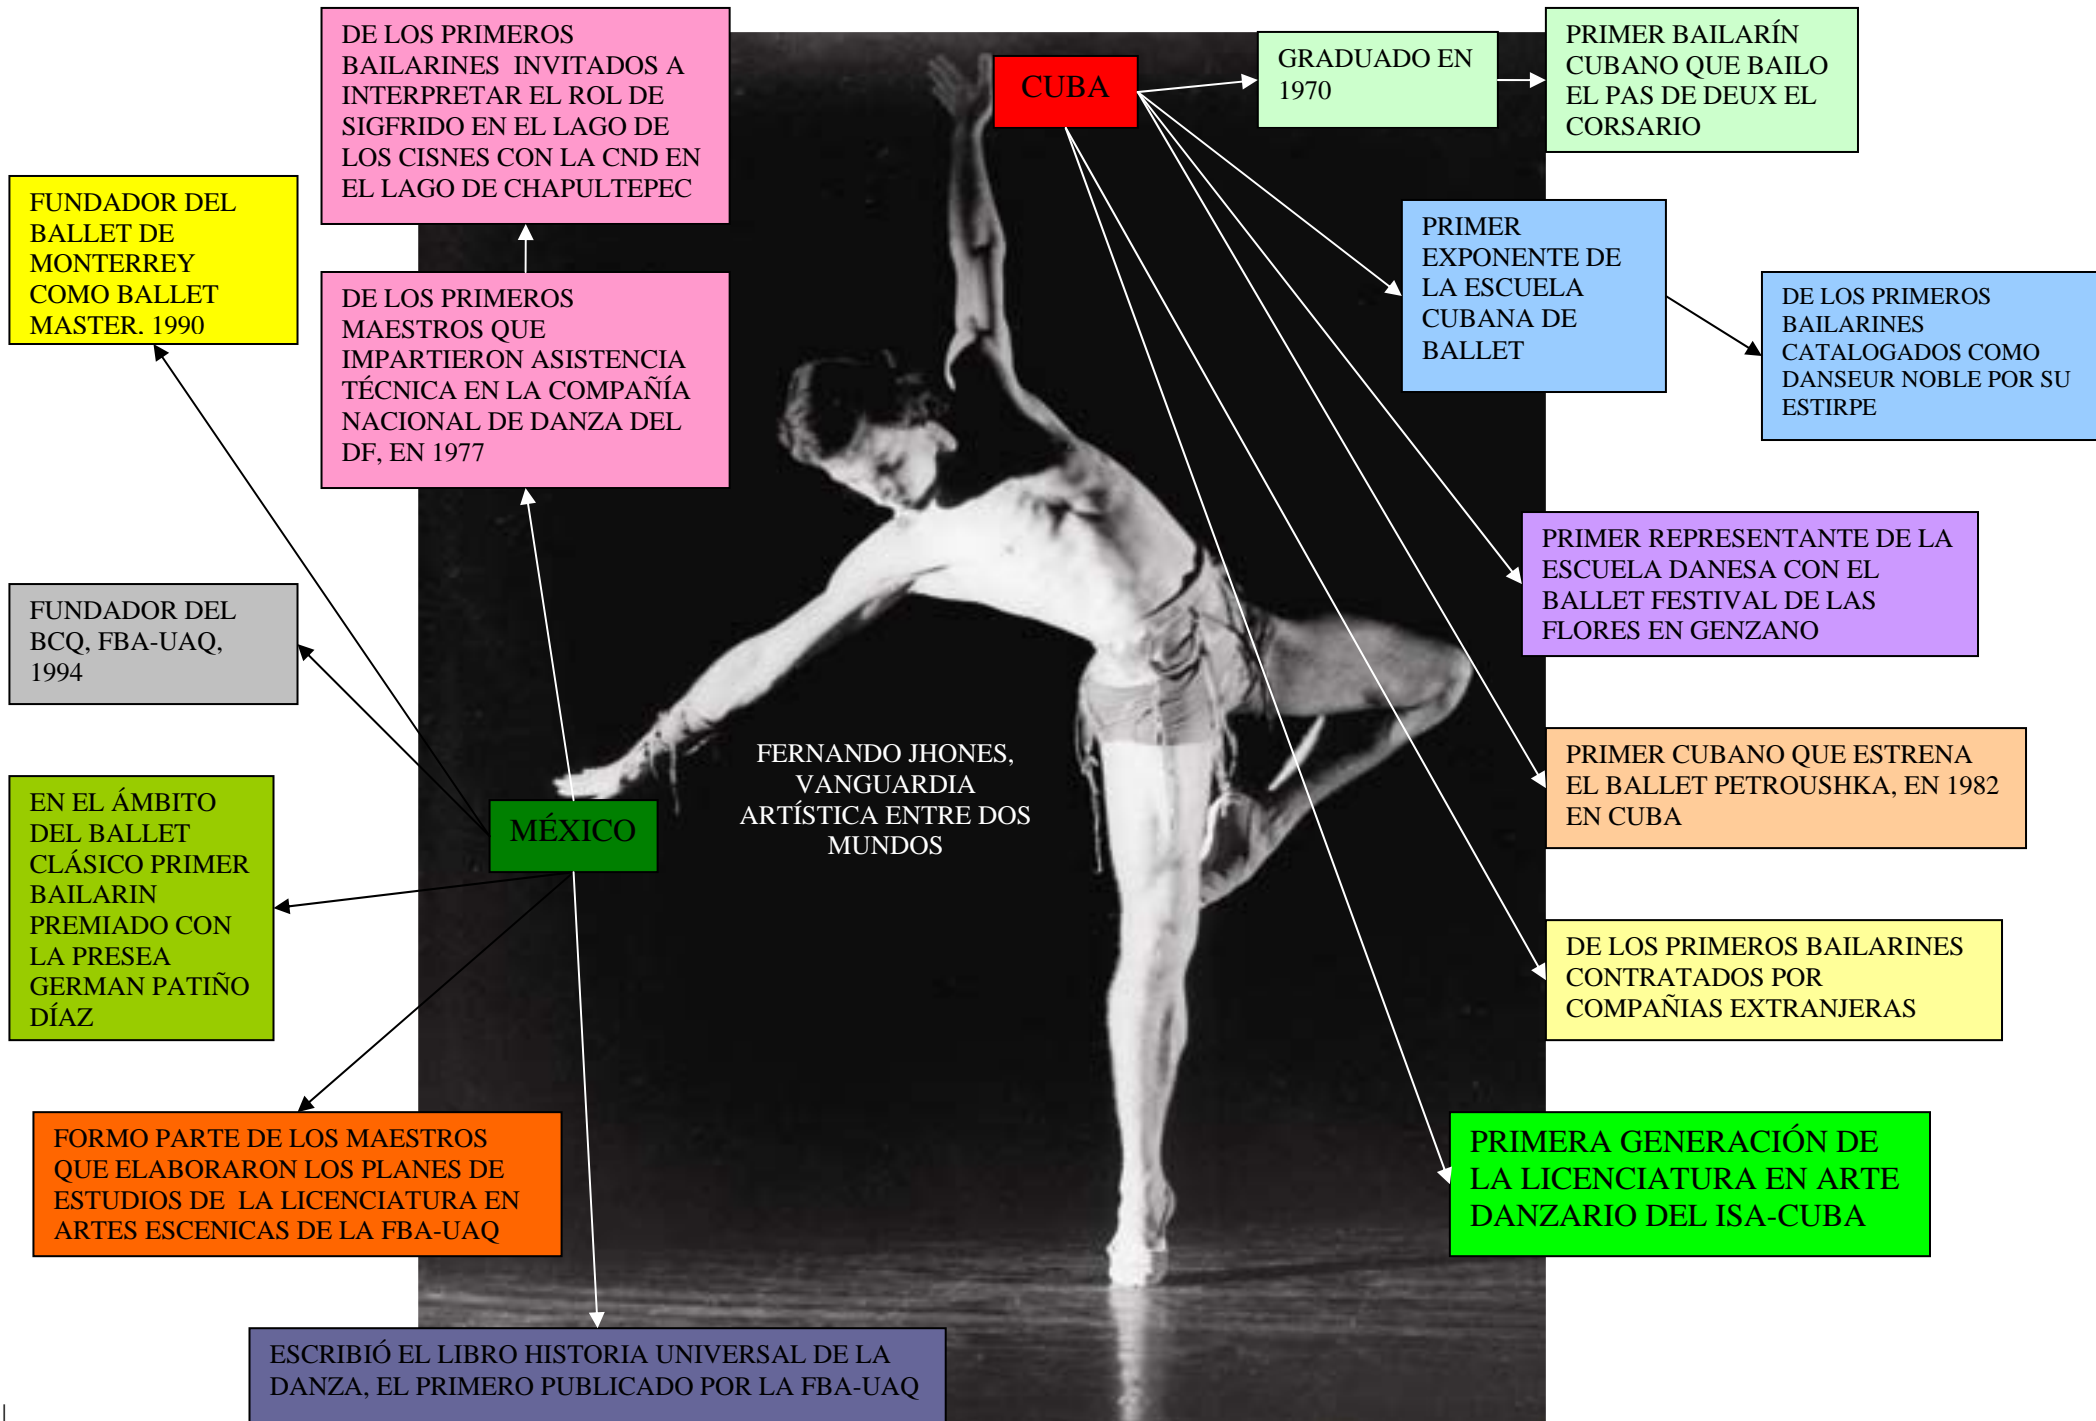 DE LOS PRIMEROS
BAILARINES INVITADOS A
INTERPRETAR EL ROL DE
SIGFRIDO EN EL LAGO DE
LOS CISNES CON LA CND EN
EL LAGO DE CHAPULTEPEC
CUBA
GRADUADO EN
1970
PRIMER BAILARÍN
CUBANO QUE BAILO
EL PAS DE DEUX EL
CORSARIO
FUNDADOR DEL
BALLET DE
MONTERREY
COMO BALLET
MASTER. 1990
DE LOS PRIMEROS
MAESTROS QUE
IMPARTIERON ASISTENCIA
TÉCNICA EN LA COMPAÑÍA
NACIONAL DE DANZA DEL
DF, EN 1977
PRIMER
EXPONENTE DE
LA ESCUELA
CUBANA DE
BALLET
DE LOS PRIMEROS
BAILARINES
CATALOGADOS COMO
DANSEUR NOBLE POR SU
ESTIRPE
PRIMER REPRESENTANTE DE LA
ESCUELA DANESA CON EL
BALLET FESTIVAL DE LAS
FLORES EN GENZANO
FUNDADOR DEL
BCQ, FBA-UAQ,
1994
FERNANDO JHONES,
VANGUARDIA
ARTÍSTICA ENTRE DOS
MUNDOS
PRIMER CUBANO QUE ESTRENA
EL BALLET PETROUSHKA, EN 1982
EN CUBA
EN EL ÁMBITO
DEL BALLET
CLÁSICO PRIMER
BAILARIN
PREMIADO CON
LA PRESEA
GERMAN PATIÑO
DÍAZ
MÉXICO
DE LOS PRIMEROS BAILARINES
CONTRATADOS POR
COMPAÑIAS EXTRANJERAS
FORMO PARTE DE LOS MAESTROS
QUE ELABORARON LOS PLANES DE
ESTUDIOS DE LA LICENCIATURA EN
ARTES ESCENICAS DE LA FBA-UAQ
PRIMERA GENERACIÓN DE
LA LICENCIATURA EN ARTE
DANZARIO DEL ISA-CUBA
ESCRIBIÓ EL LIBRO HISTORIA UNIVERSAL DE LA
DANZA, EL PRIMERO PUBLICADO POR LA FBA-UAQ